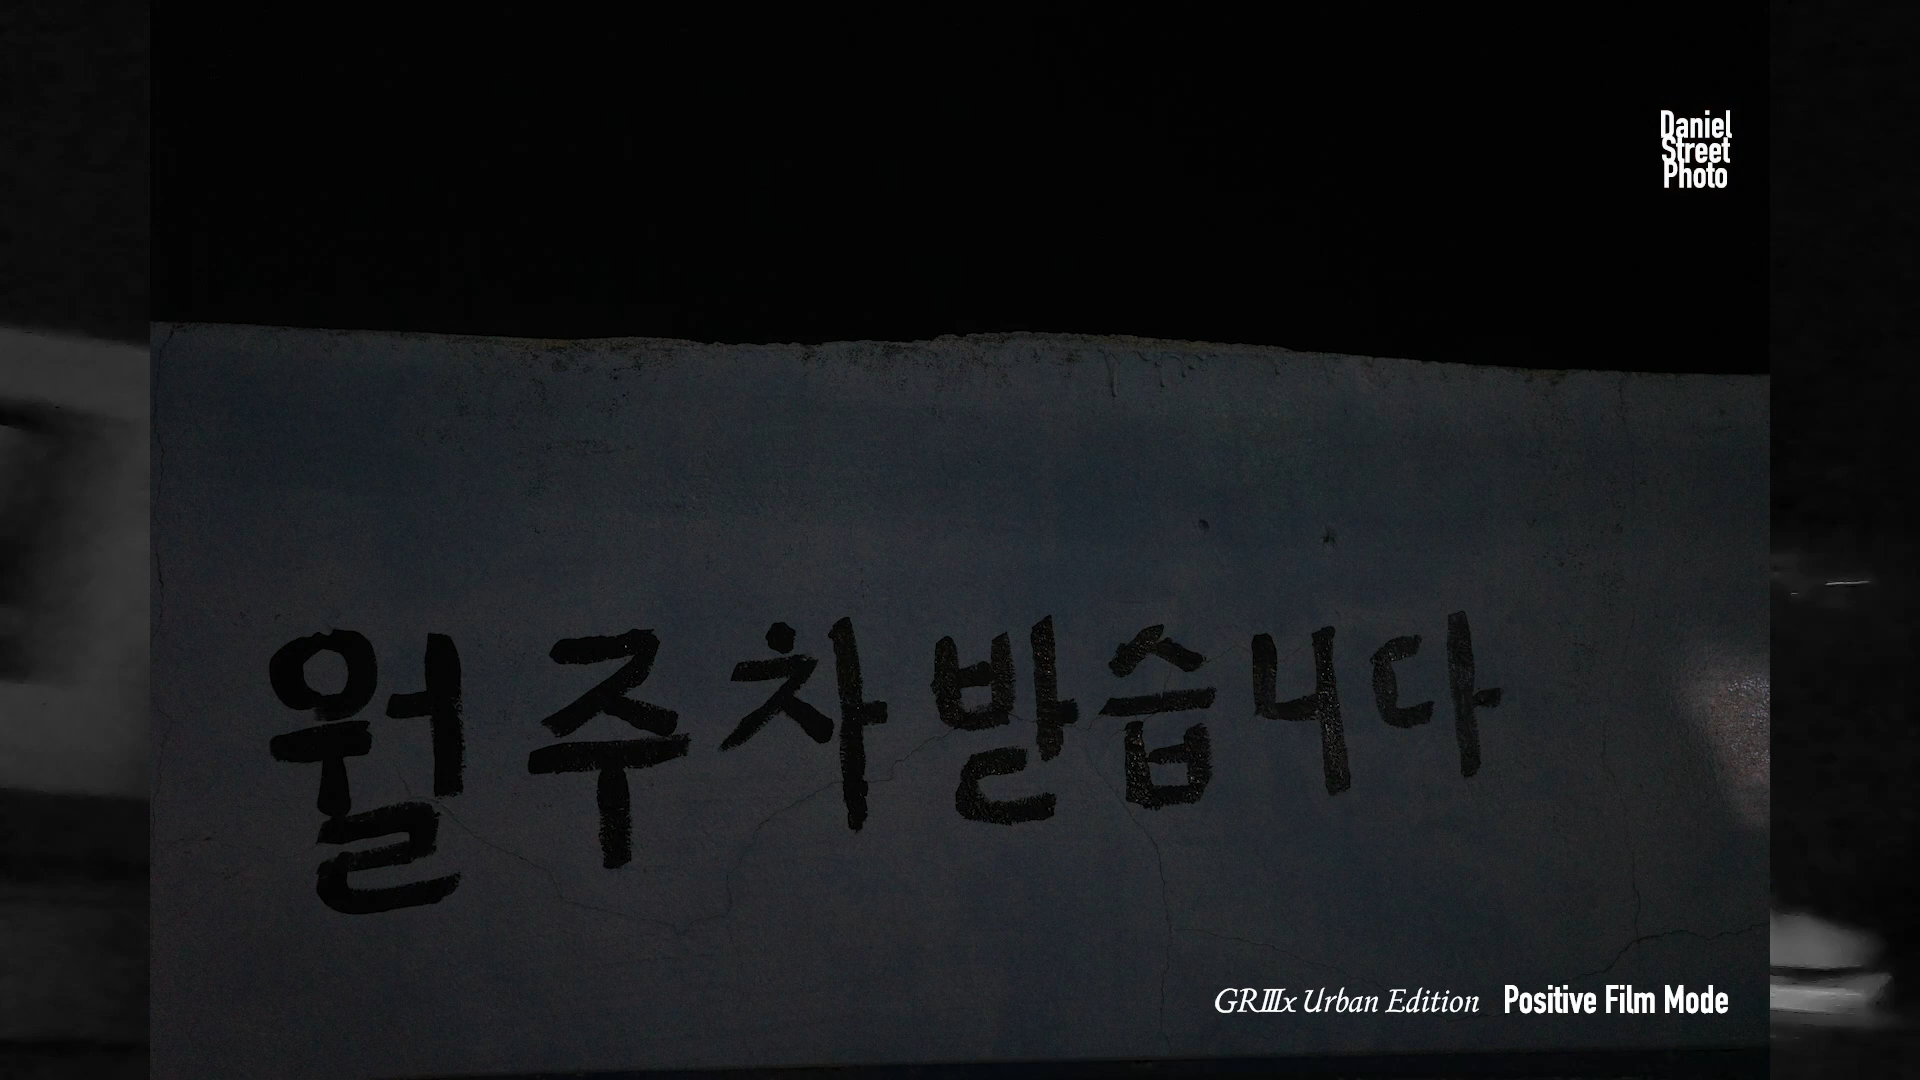 Daniel
Street
Photo
월 주차 받습니다
GRⅢx Urban Edition Positive Film Mode